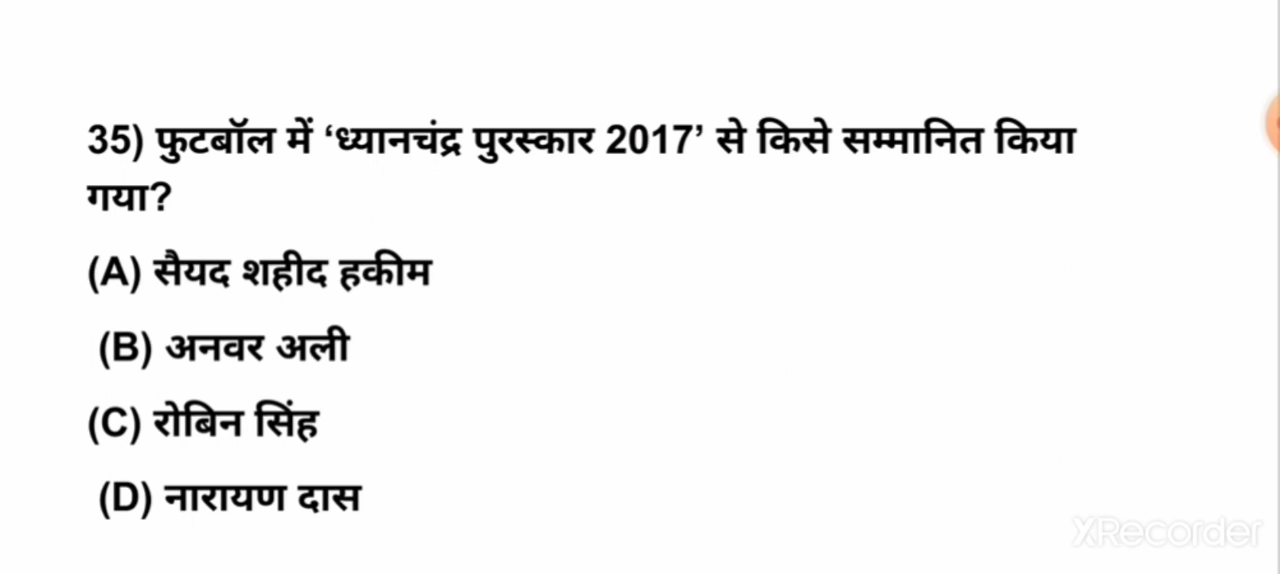 35) फुटबॉल में ‘ध्यानचंद्र पुरस्कार 2017’ से किसे सम्मानित किया
गया?
(A) सैयद शहीद हकीम
(B) अनवर अली
(C) रोबिन सिंह
(D) नारायण दास
XRecorder